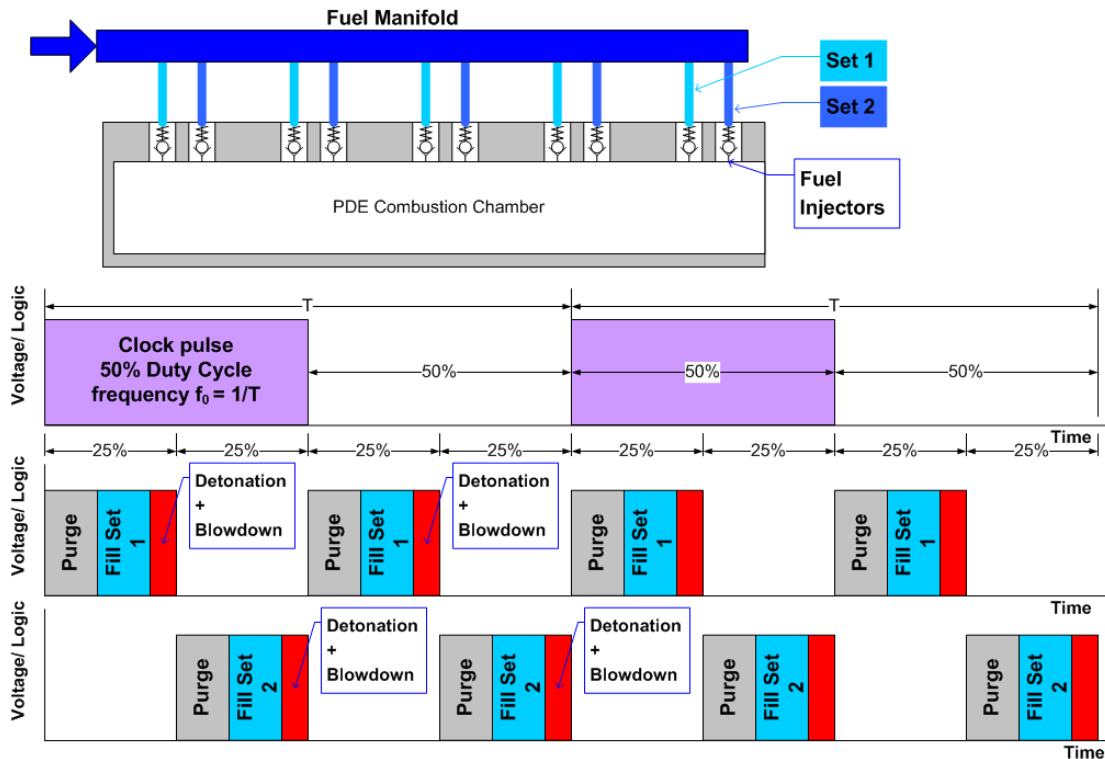 Fuel Manifold
Set 1
Set 2
Fuel
Injectors
PDE Combustion Chamber
Voltage/ Logic
T
T
Clock pulse
50% Duty Cycle
frequency f₀ = 1/T
50%
50%
50%
Time
25%
25%
25%
25%
25%
25%
25%
25%
Voltage/ Logic
Purge
Fill Set
1
Detonation
+
Blowdown
Purge
Fill Set
1
Detonation
+
Blowdown
Purge
Fill Set
1
Purge
Fill Set
1
Time
Voltage/ Logic
Purge
Fill Set
2
Detonation
+
Blowdown
Purge
Fill Set
2
Detonation
+
Blowdown
Purge
Fill Set
2
Purge
Fill Set
2
Time